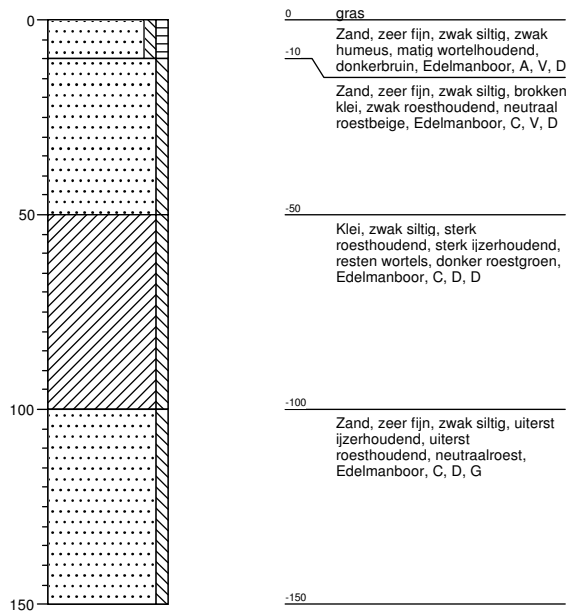 0
50
100
150
0
gras
Zand, zeer fijn, zwak siltig, zwak
humeus, matig wortelhoudend,
donkerbruin, Edelmanboor, A, V, D
-10
Zand, zeer fijn, zwak siltig, brokken
klei, zwak roesthoudend, neutraal
roestbeige, Edelmanboor, C, V, D
-50
Klei, zwak siltig, sterk
roesthoudend, sterk ijzerhoudend,
resten wortels, donker roestgroen,
Edelmanboor, C, D, D
-100
Zand, zeer fijn, zwak siltig, uiterst
ijzerhoudend, uiterst
roesthoudend, neutraalroest,
Edelmanboor, C, D, G
-150